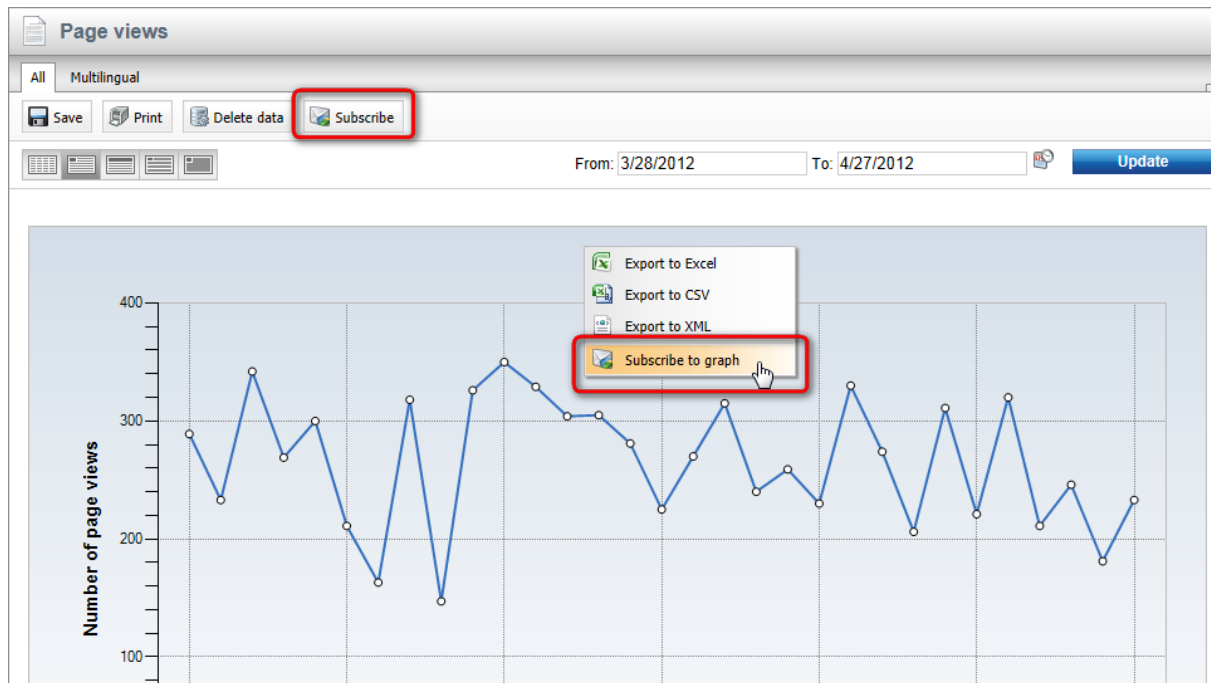 Page views
All Multilingual
Save Print Delete data Subscribe
From: 3/28/2012 To: 4/27/2012 Update
Export to Excel
Export to CSV
Export to XML
Subscribe to graph
400
300
200
100
Number of page views